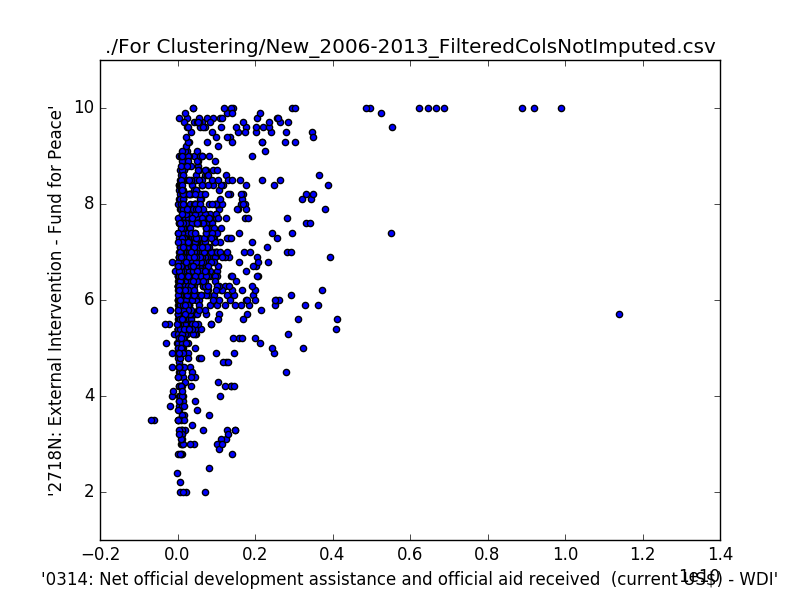 ./For Clustering/New_2006-2013_FilteredColsNotImputed.csv
'2718N: External Intervention - Fund for Peace'
10
8
6
4
2
−0.2 0.0 0.2 0.4 0.6 0.8 1.0 1.2 1.4
1e10
'0314: Net official development assistance and official aid received (current US$) - WDI'